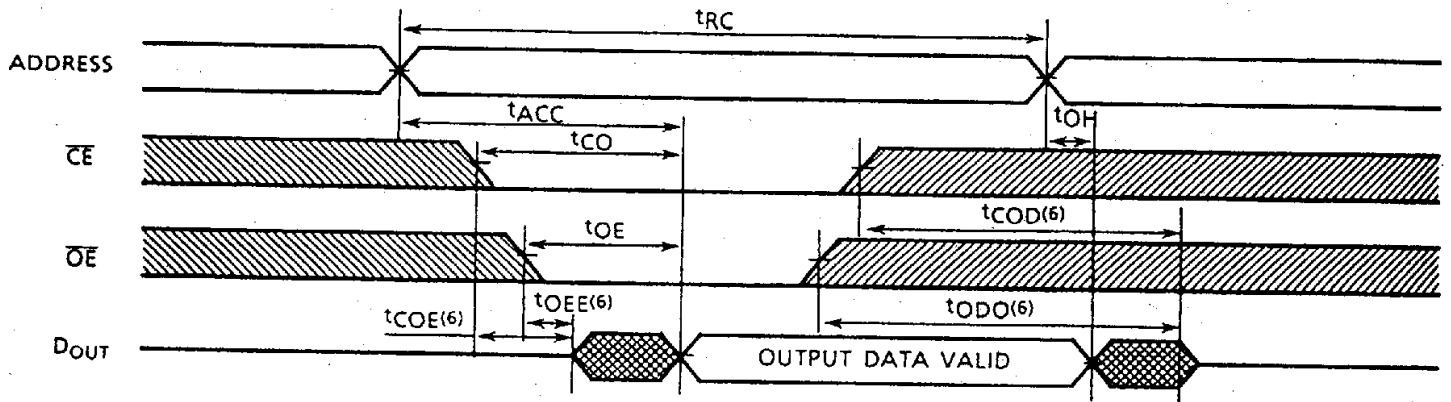 tRC
ADDRESS
tACC
tOH
CE
tCO
tCOD(6)
OE
tOE
tOEE(6)
tCOE(6)
tODO(6)
DOUT
OUTPUT DATA VALID